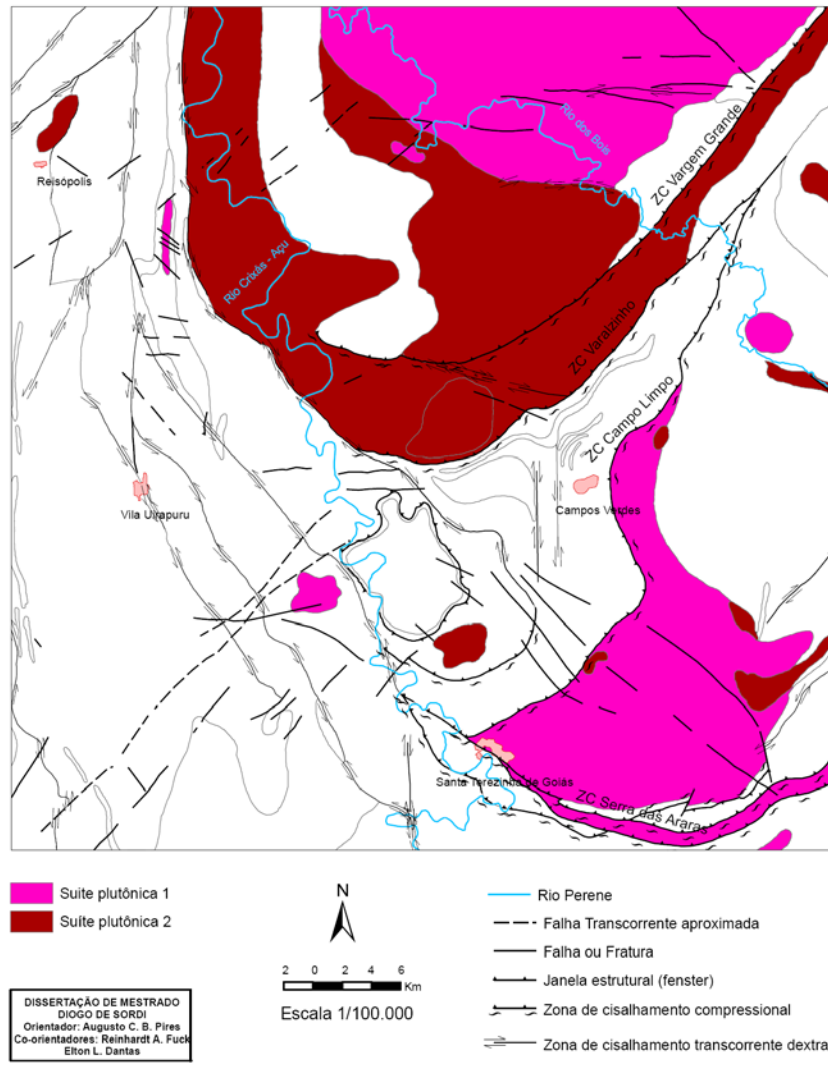 Rio dos Bois
ZC Vargem Grande
Reisópolis
Rio Crixás - Açu
ZC Varaizinho
ZC Campo Limpo
Vila Uirapuru
Campos Verdes
Santa Terezinha de Goiás
ZC Serra das Araras
Suite plutônica 1
Suíte plutônica 2
N
2 0 2 4 6
Km
Escala 1/100.000
Rio Perene
Falha Transcorrente aproximada
Falha ou Fratura
Janela estrutural (fenster)
Zona de cisalhamento compressional
Zona de cisalhamento transcorrente dextra
DISSERTAÇÃO DE MESTRADO
DIOGO DE SORDI
Orientador: Augusto C. B. Pires
Co-orientadores: Reinhardt A. Fuck
Elton L. Dantas